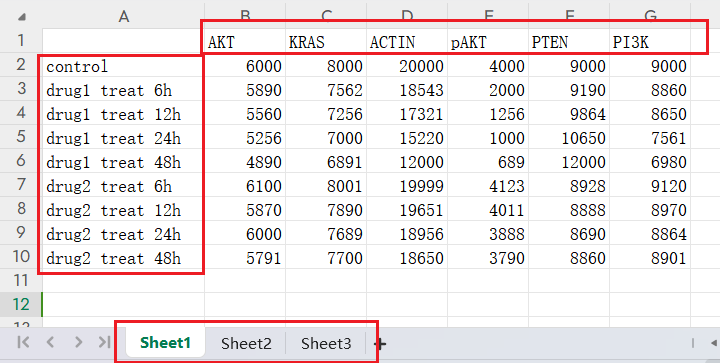 A B C D E F G
1 AKT KRAS ACTIN pAKT PTEN PI3K
2 control 6000 8000 20000 4000 9000 9000
3 drug1 treat 6h 5890 7562 18543 2000 9190 8860
4 drug1 treat 12h 5560 7256 17321 1256 9864 8650
5 drug1 treat 24h 5256 7000 15220 1000 10650 7561
6 drug1 treat 48h 4890 6891 12000 689 12000 6980
7 drug2 treat 6h 6100 8001 19999 4123 8928 9120
8 drug2 treat 12h 5870 7890 19651 4011 8888 8970
9 drug2 treat 24h 6000 7689 18956 3888 8690 8864
10 drug2 treat 48h 5791 7700 18650 3790 8860 8901
11
12
Sheet1 Sheet2 Sheet3 +